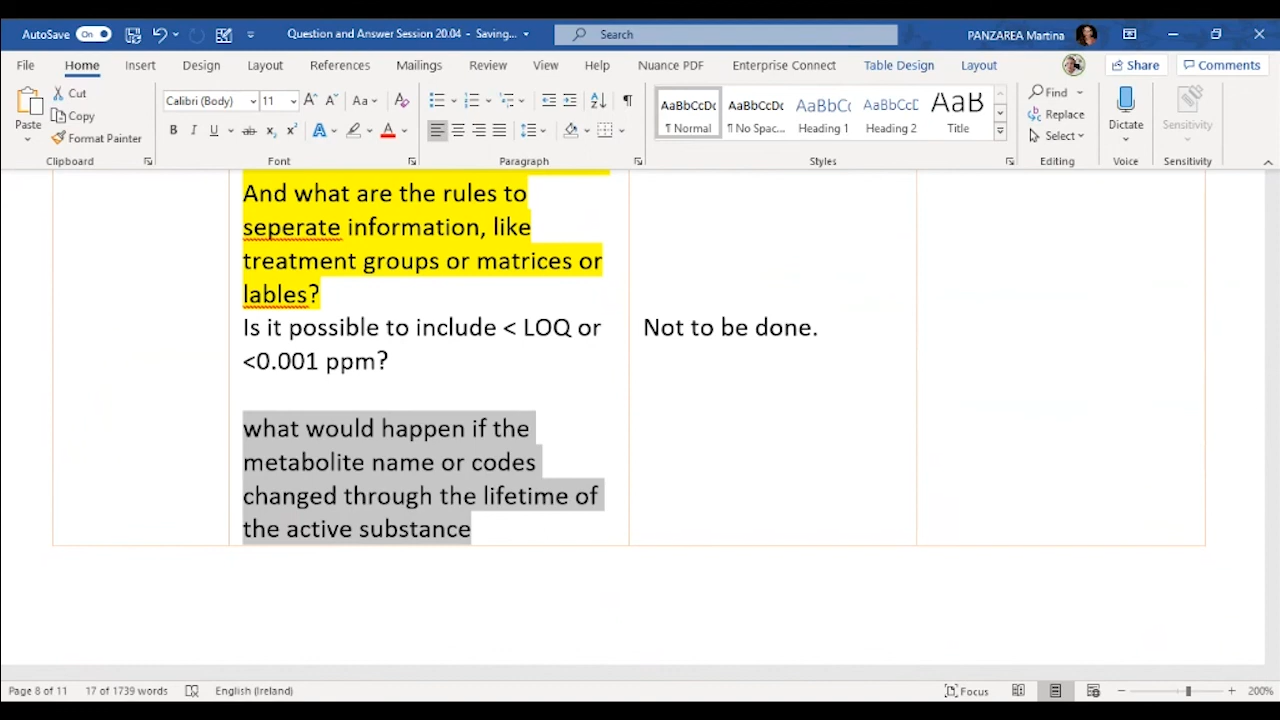 AutoSave On Question and Answer Session 20.04 - Saving... Search PANZAREA Martina
File Home Insert Design Layout References Mailings Review View Help Nuance PDF Enterprise Connect Table Design Layout Share Comments
Paste Cut Copy Format Painter
Calibri (Body) 11 A A Aa A
B I U ab x2 x2 A A
A Z ¶
AaBbCcDc ¶ Normal
AaBbCcDc ¶ No Spac...
AaBbCc Heading 1
AaBbCcD Heading 2
AaB Title
Find Replace Select
Dictate Sensitivity
Clipboard Font Paragraph Styles Editing Voice Sensitivity
And what are the rules to
seperate information, like
treatment groups or matrices or
lables?
Is it possible to include < LOQ or
<0.001 ppm?
Not to be done.
what would happen if the
metabolite name or codes
changed through the lifetime of
the active substance
Page 8 of 11 17 of 1739 words English (Ireland) Focus 200%